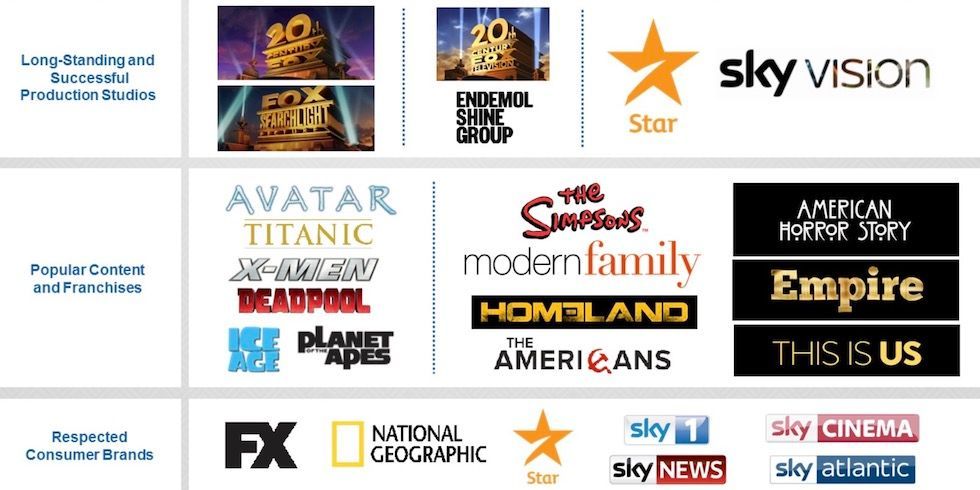 Long-Standing and
Successful
Production Studios
20th
CENTURY
FOX
FOX
SEARCHLIGHT
PICTURES
20th
CENTURY
FOX
TELEVISION
ENDEMOL
SHINE
GROUP
Star
sky VISION
Popular Content
and Franchises
AVATAR
TITANIC
X-MEN
DEADPOOL
ICE
AGE
PLANET
OF THE
APES
THE
SIMPSONS
TM
modern family
HOMELAND
THE
AMERICANS
AMERICAN
HORROR STORY
Empire
THIS IS US
Respected
Consumer Brands
FX
NATIONAL
GEOGRAPHIC
Star
sky 1
sky NEWS
sky CINEMA
sky atlantic